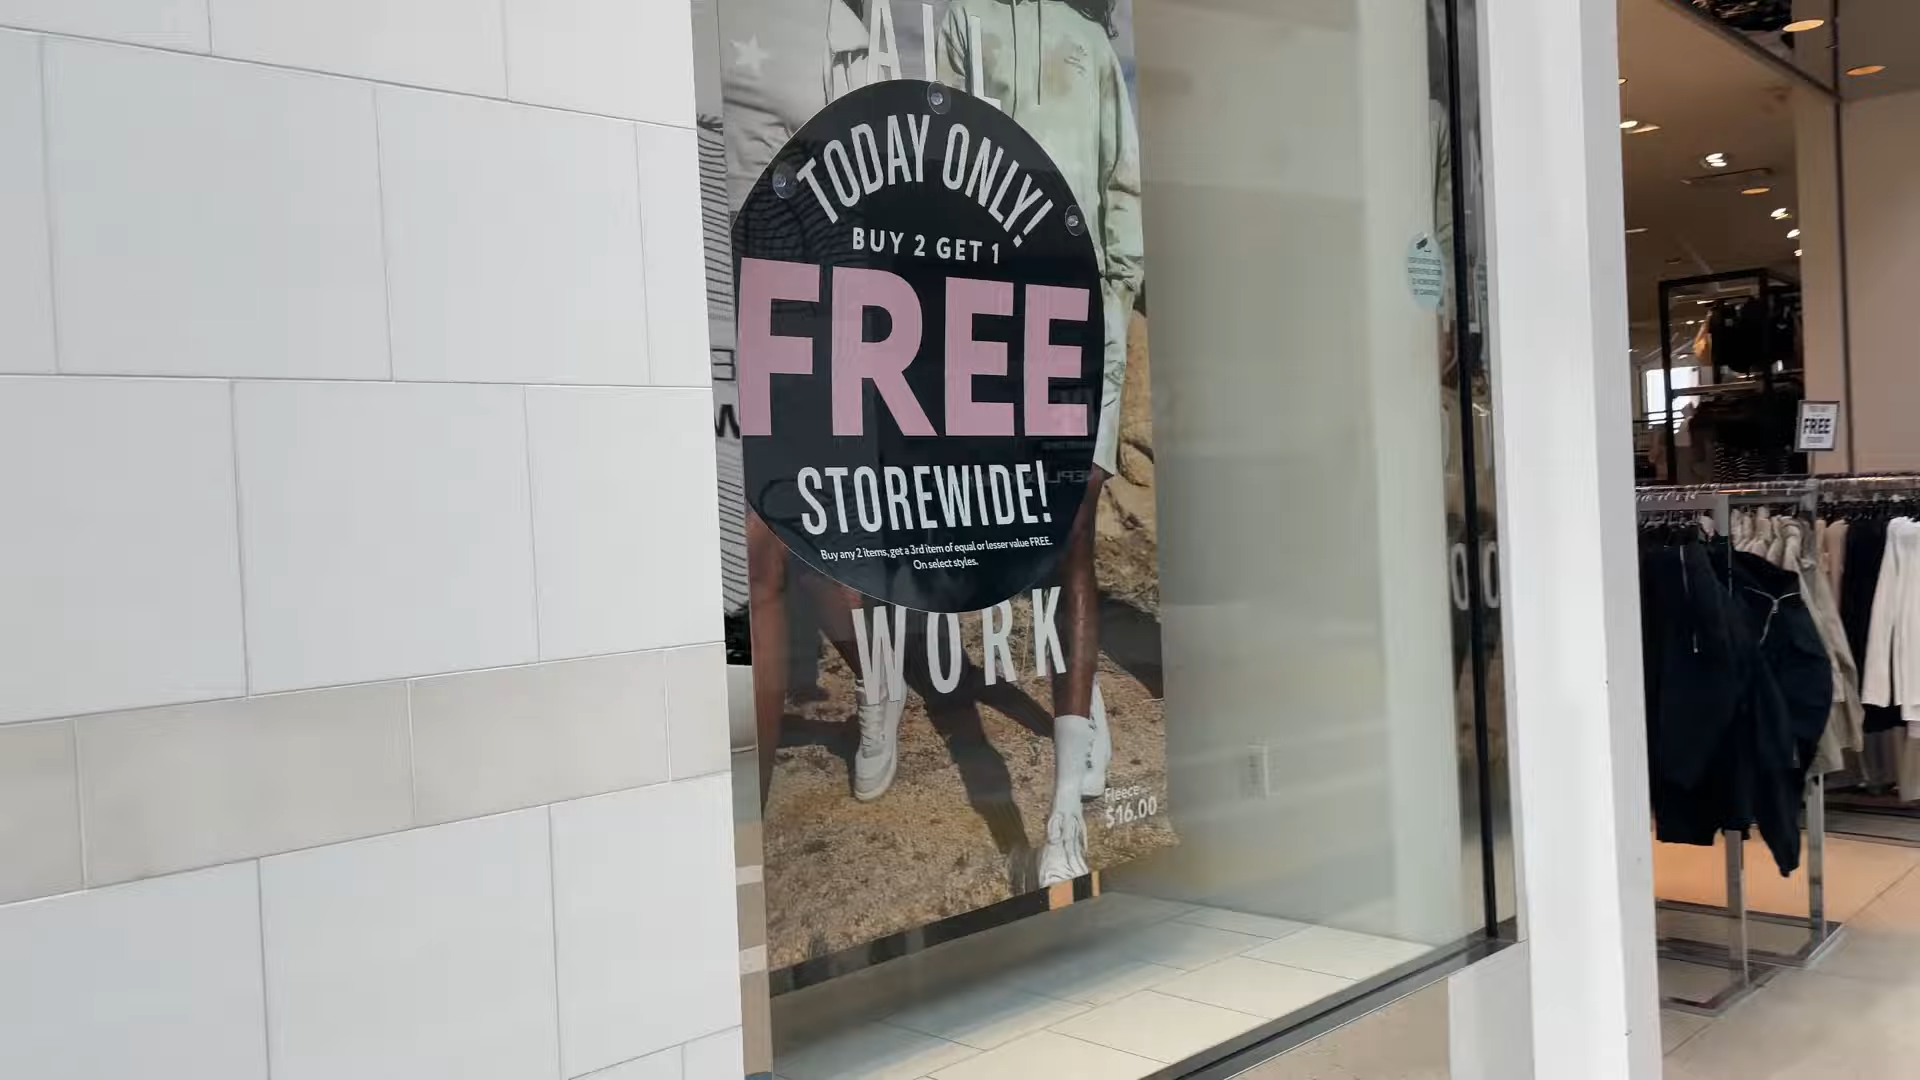 ALL
TODAY ONLY!
BUY 2 GET 1
FREE
STOREWIDE!
Buy any 2 items, get a 3rd item of equal or lesser value FREE.
On select styles.
WORK
Fleece
$16.00
FREE